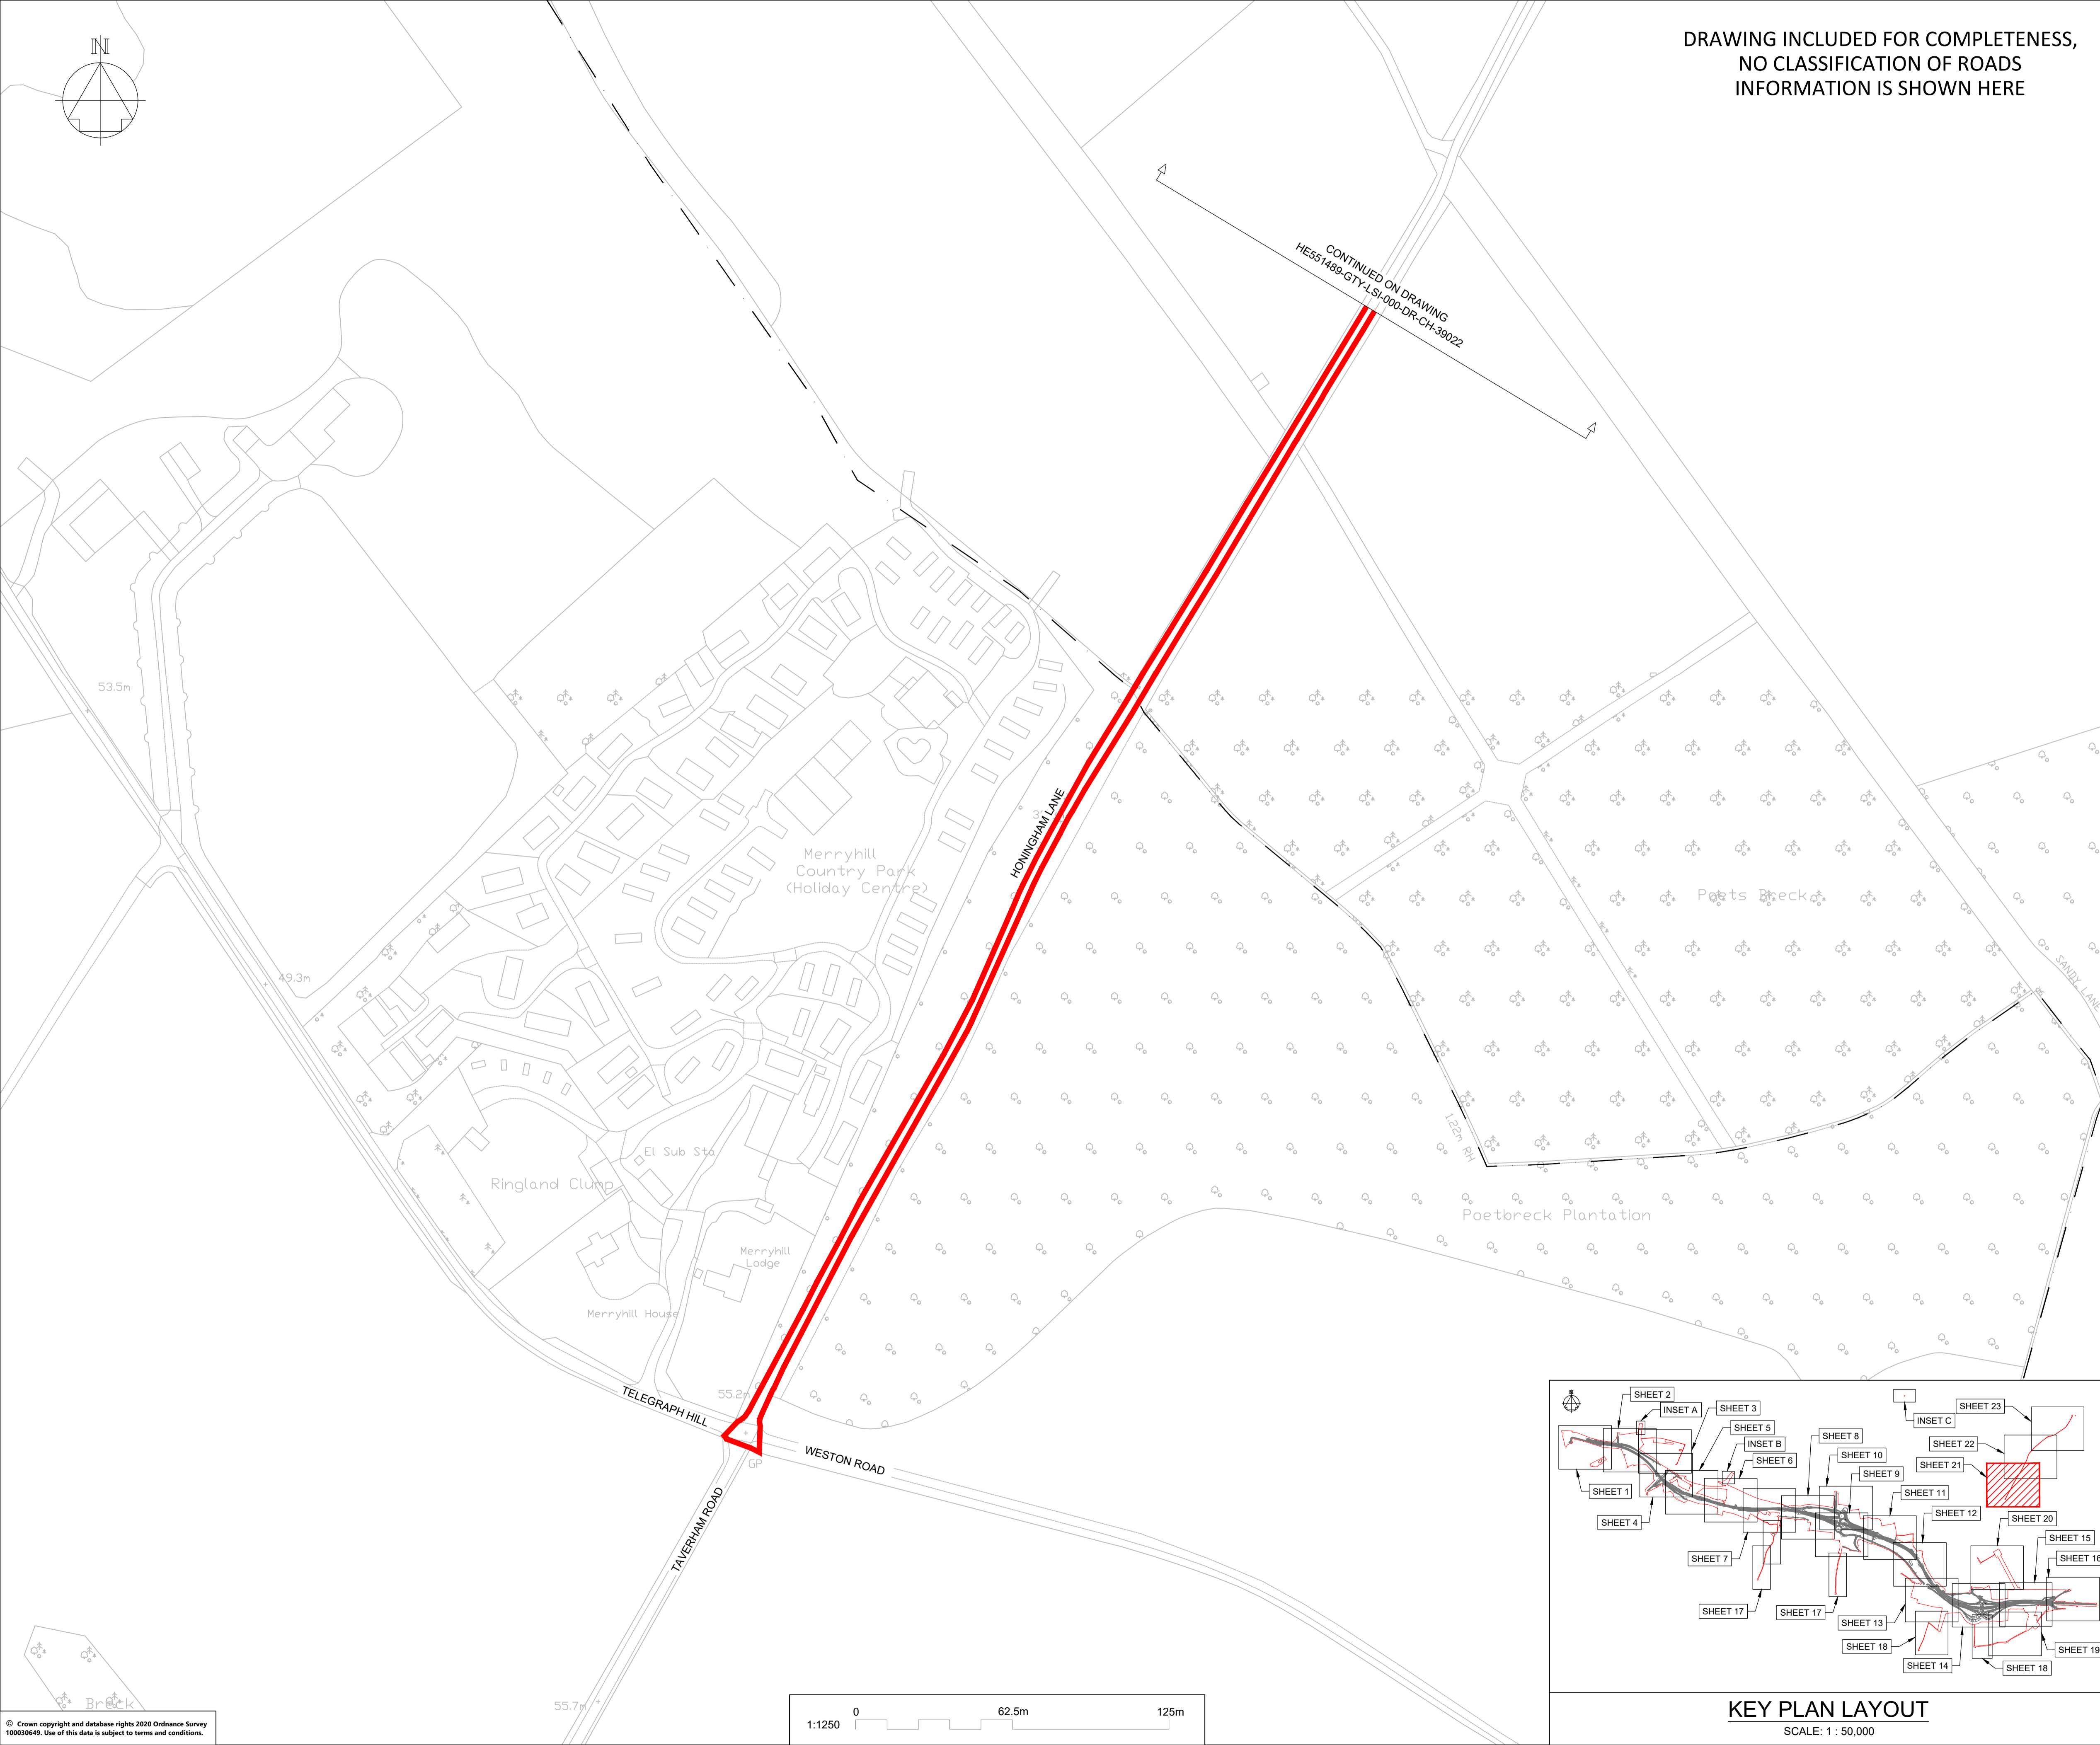 N
DRAWING INCLUDED FOR COMPLETENESS,
NO CLASSIFICATION OF ROADS
INFORMATION IS SHOWN HERE
CONTINUED ON DRAWING
HE551489-GTY-LSI-000-DR-CH-39022
53.5m
HONINGHAM LANE
Merryhill
Country Park
(Holiday Centre)
Poets Breck
49.3m
SANDY LANE
1.22m RH
El Sub Sta
Ringland Clump
Poetbreck Plantation
Merryhill
Lodge
Merryhill House
55.2m
TELEGRAPH HILL
WESTON ROAD
GP
TAVERHAM ROAD
55.7m
Breck
© Crown copyright and database rights 2020 Ordnance Survey
100030649. Use of this data is subject to terms and conditions.
1:1250
0
62.5m
125m
N
SHEET 2
INSET A
SHEET 3
SHEET 5
INSET B
SHEET 6
SHEET 8
SHEET 10
SHEET 9
SHEET 11
SHEET 12
INSET C
SHEET 23
SHEET 22
SHEET 21
SHEET 20
SHEET 15
SHEET 16
SHEET 1
SHEET 4
SHEET 7
SHEET 17
SHEET 17
SHEET 13
SHEET 18
SHEET 14
SHEET 18
SHEET 19
KEY PLAN LAYOUT
SCALE: 1 : 50,000